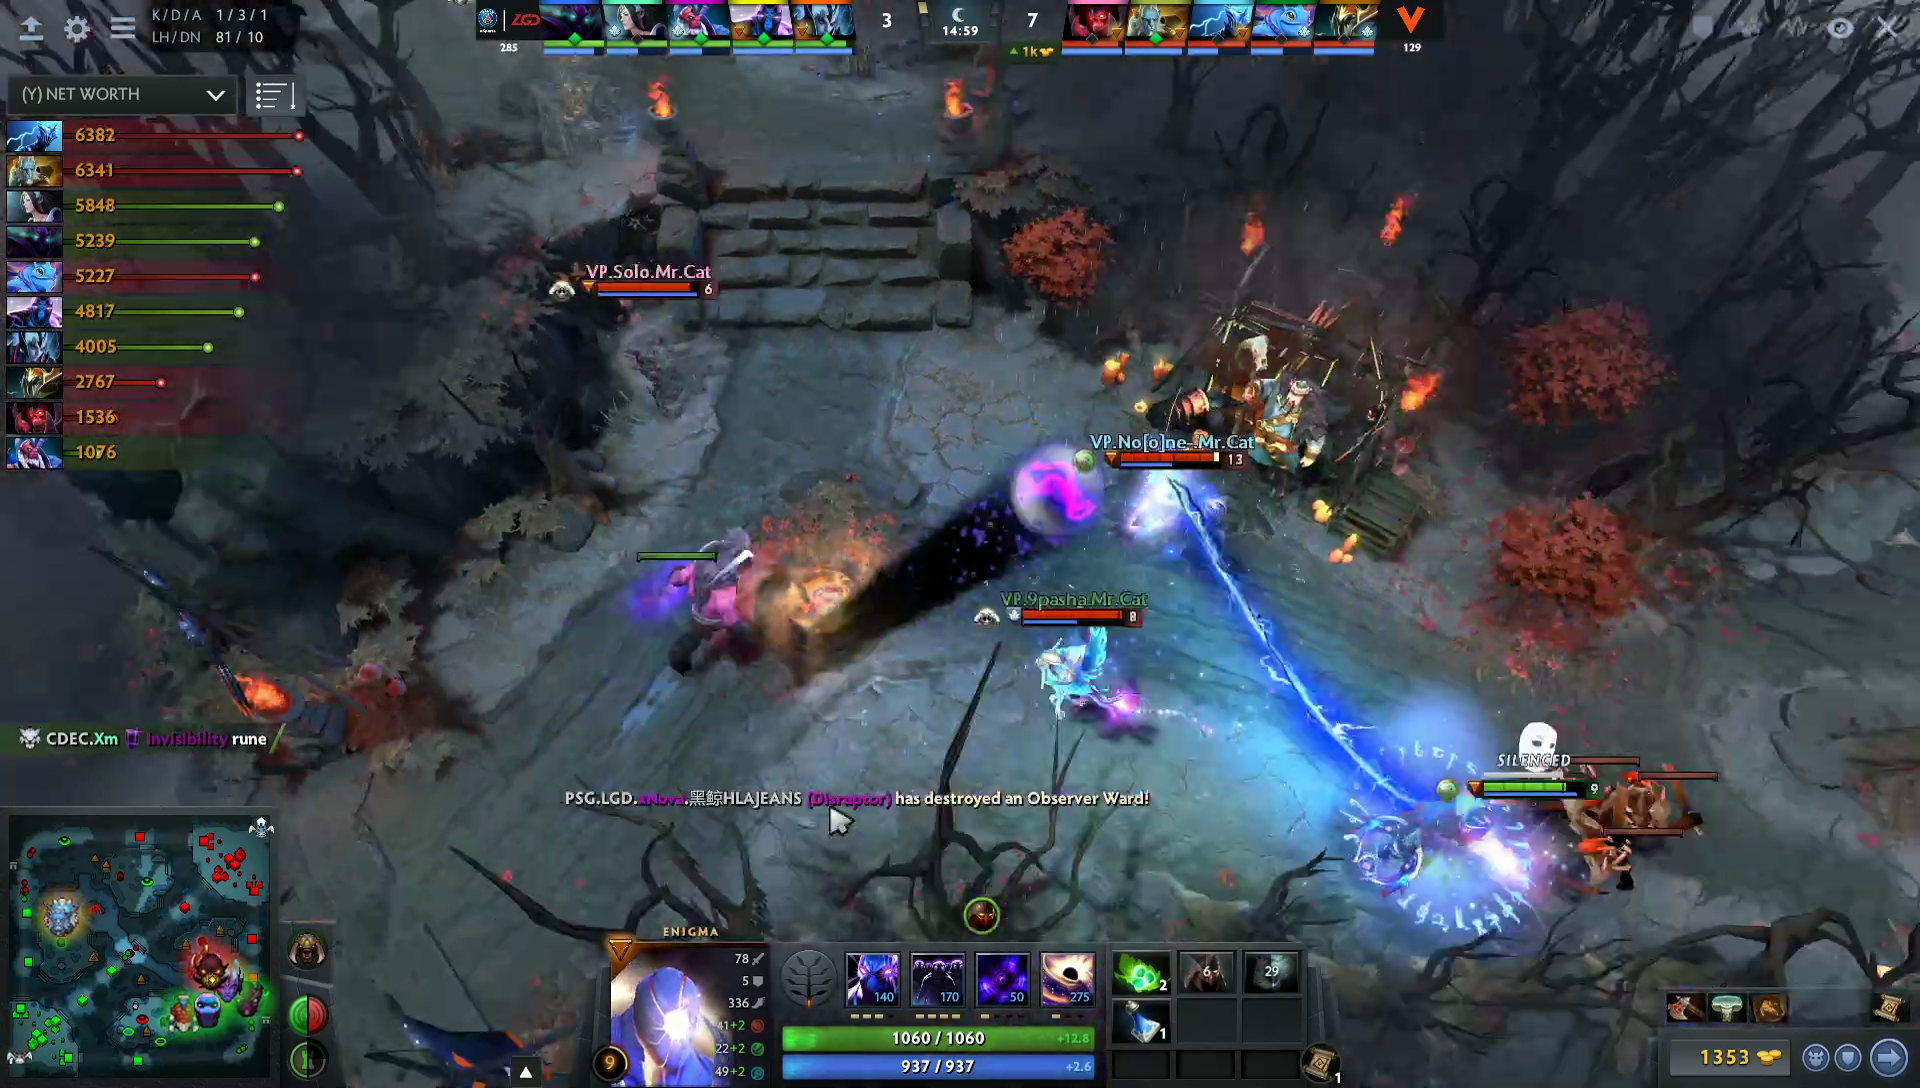 K/D/A 1 / 3 / 1
LH/DN 81 / 10
LGD
285
3
14:59
7
1k
129
(Y) NET WORTH
6382
6341
5848
5239
5227
4817
4005
2767
1536
1076
VP.Solo.Mr.Cat
6
VP.No[o]ne-.Mr.Cat
13
VP.9pasha.Mr.Cat
8
SILENCED
9
CDEC.Xm Invisibility rune
PSG.LGD.xNova.黑鲸HLAJEANS (Disruptor) has destroyed an Observer Ward!
ENIGMA
78
5
336
41+2
22+2
49+2
9
140
170
50
275
1060 / 1060
+12.8
937 / 937
+2.6
2
6
29
1
1
1353